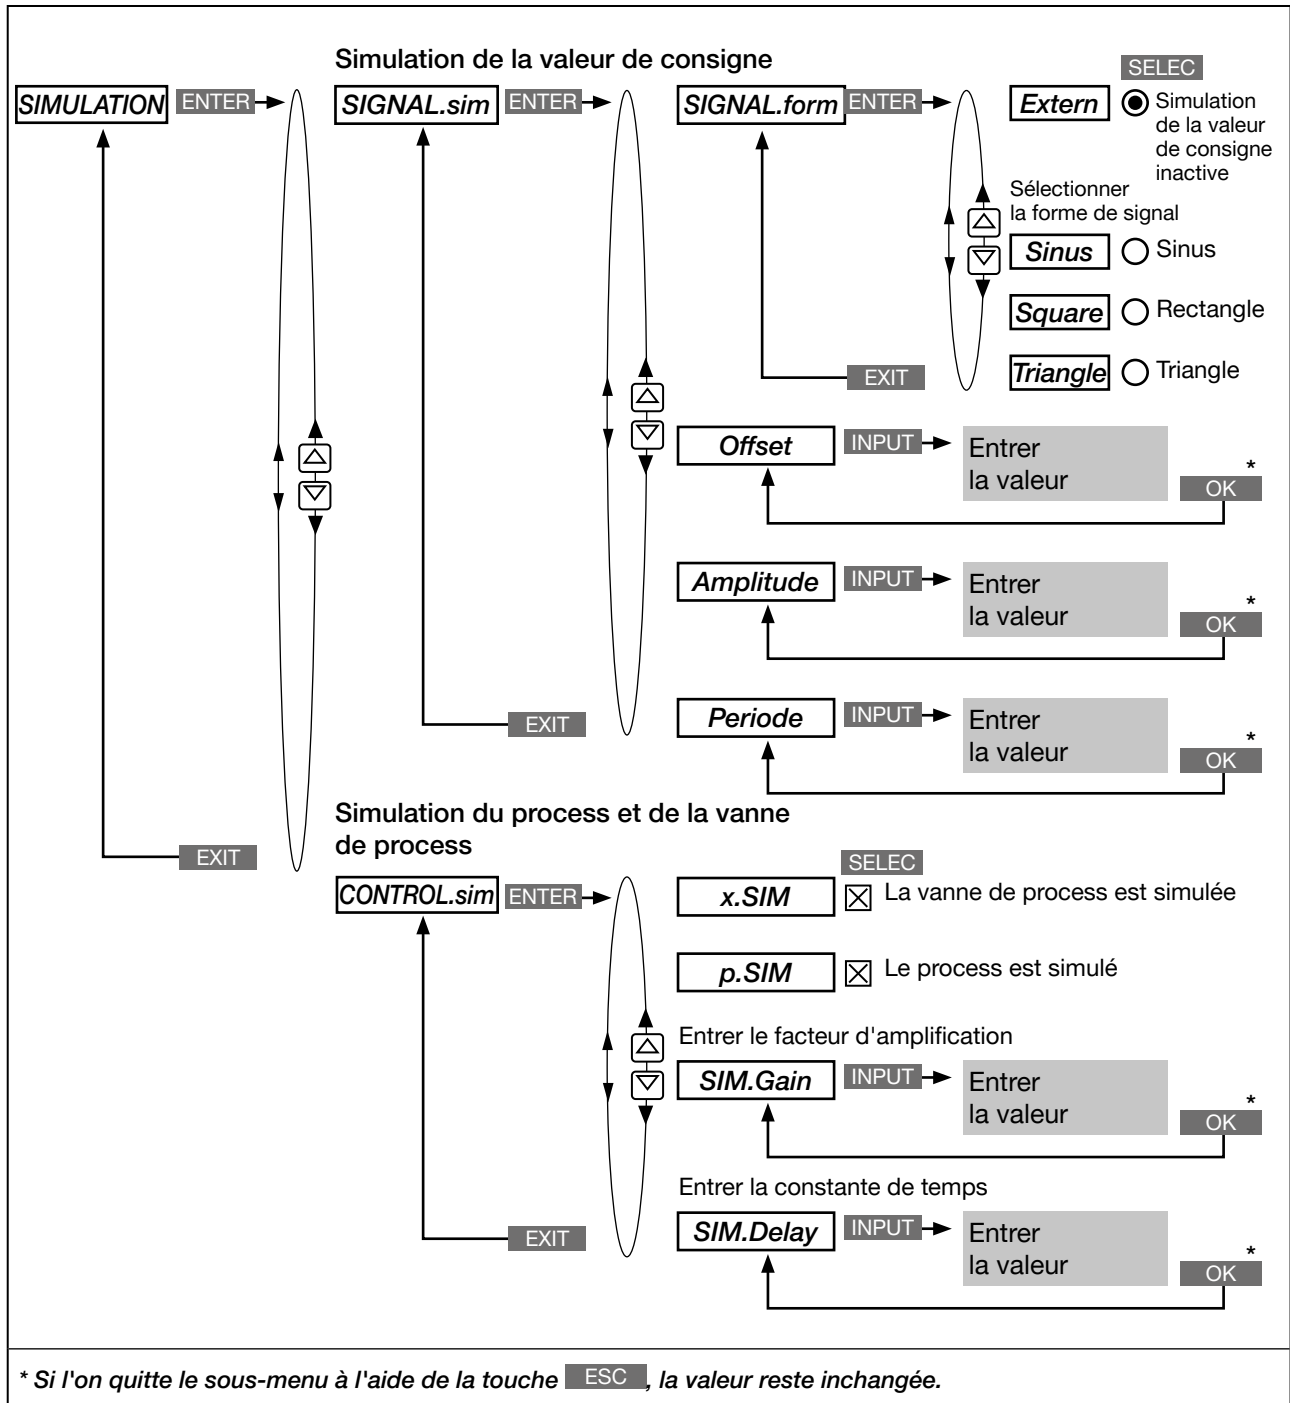 Simulation de la valeur de consigne
SIMULATION ENTER
SIGNAL.sim ENTER
SIGNAL.form ENTER
SELEC
Extern
Simulation
de la valeur
de consigne
inactive
Sélectionner
la forme de signal
Sinus Sinus
Square Rectangle
Triangle Triangle
EXIT
Offset INPUT
Entrer
la valeur
*
OK
Amplitude INPUT
Entrer
la valeur
*
OK
Periode INPUT
Entrer
la valeur
*
OK
EXIT
EXIT
Simulation du process et de la vanne
de process
CONTROL.sim ENTER
SELEC
x.SIM La vanne de process est simulée
p.SIM Le process est simulé
Entrer le facteur d'amplification
SIM.Gain INPUT
Entrer
la valeur
*
OK
Entrer la constante de temps
SIM.Delay INPUT
Entrer
la valeur
*
OK
EXIT
* Si l'on quitte le sous-menu à l'aide de la touche ESC , la valeur reste inchangée.